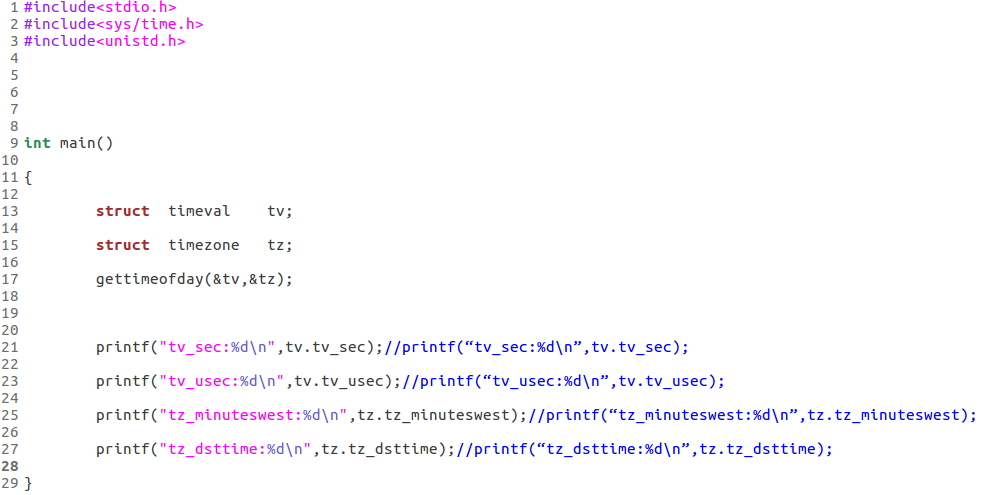 1 #include<stdio.h>
2 #include<sys/time.h>
3 #include<unistd.h>
4
5
6
7
8
9 int main()
10
11 {
12
13         struct  timeval    tv;
14
15         struct  timezone   tz;
16
17         gettimeofday(&tv,&tz);
18
19
20
21         printf("tv_sec:%d\n",tv.tv_sec);//printf(“tv_sec:%d\n”,tv.tv_sec);
22
23         printf("tv_usec:%d\n",tv.tv_usec);//printf(“tv_usec:%d\n”,tv.tv_usec);
24
25         printf("tz_minuteswest:%d\n",tz.tz_minuteswest);//printf(“tz_minuteswest:%d\n”,tz.tz_minuteswest);
26
27         printf("tz_dsttime:%d\n",tz.tz_dsttime);//printf(“tz_dsttime:%d\n”,tz.tz_dsttime);
28
29 }